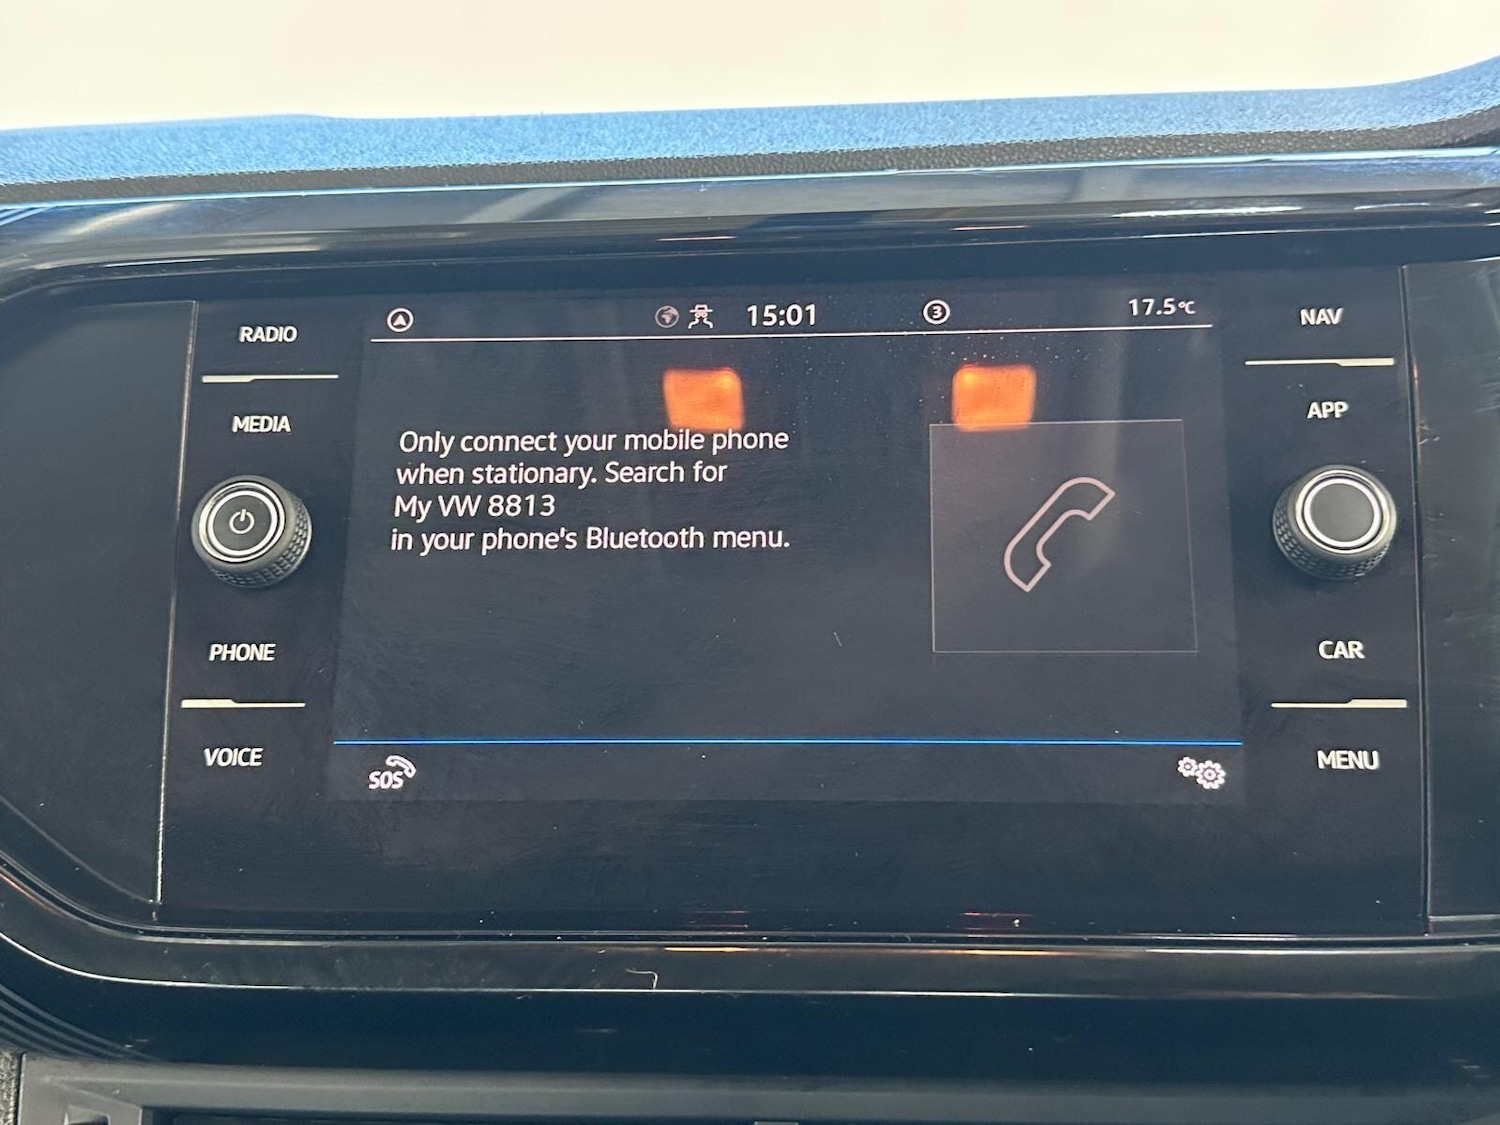 RADIO
MEDIA
PHONE
VOICE
15:01
3
17.5°C
Only connect your mobile phone
when stationary. Search for
My VW 8813
in your phone's Bluetooth menu.
SOS
NAV
APP
CAR
MENU